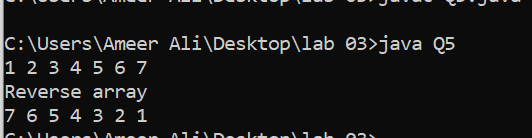 C:\Users\Ameer Ali\Desktop\lab 03>java Q5
1 2 3 4 5 6 7
Reverse array
7 6 5 4 3 2 1